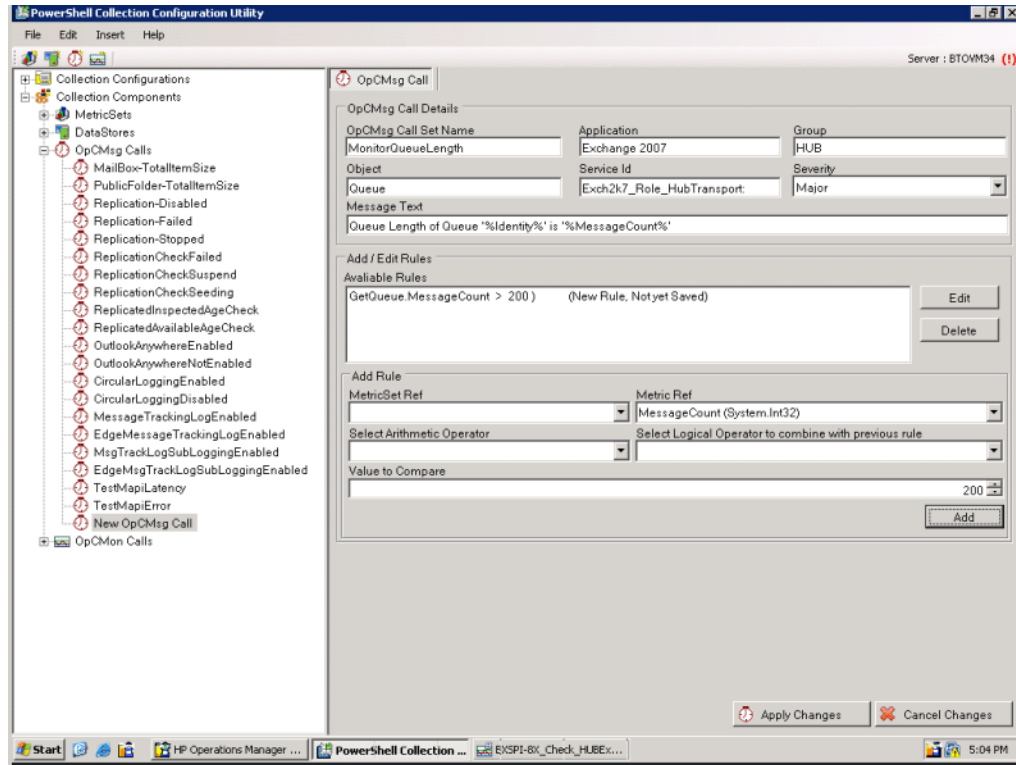 PowerShell Collection Configuration Utility
File Edit Insert Help
Server : BTOVM34 (!)
Collection Configurations
Collection Components
MetricSets
DataStores
OpCMsg Calls
MailBox-TotalItemSize
PublicFolder-TotalItemSize
Replication-Disabled
Replication-Failed
Replication-Stopped
ReplicationCheckFailed
ReplicationCheckSuspend
ReplicationCheckSeeding
ReplicatedInspectedAgeCheck
ReplicatedAvailableAgeCheck
OutlookAnywhereEnabled
OutlookAnywhereNotEnabled
CircularLoggingEnabled
CircularLoggingDisabled
MessageTrackingLogEnabled
EdgeMessageTrackingLogEnabled
MsgTrackLogSubLoggingEnabled
EdgeMsgTrackLogSubLoggingEnabled
TestMapiLatency
TestMapiError
New OpCMsg Call
OpCMon Calls
OpCMsg Call
OpCMsg Call Details
OpCMsg Call Set Name Application Group
MonitorQueueLength Exchange 2007 HUB
Object Service Id Severity
Queue Exch2k7_Role_HubTransport: Major
Message Text
Queue Length of Queue '%Identity%' is '%MessageCount%'
Add / Edit Rules
Avaliable Rules
GetQueue.MessageCount > 200 ) (New Rule, Not yet Saved)
Edit
Delete
Add Rule
MetricSet Ref Metric Ref
MessageCount (System.Int32)
Select Arithmetic Operator Select Logical Operator to combine with previous rule
Value to Compare
200
Add
Apply Changes Cancel Changes
Start HP Operations Manager ... PowerShell Collection ... EXSPI-8X_Check_HUBEx... 5:04 PM